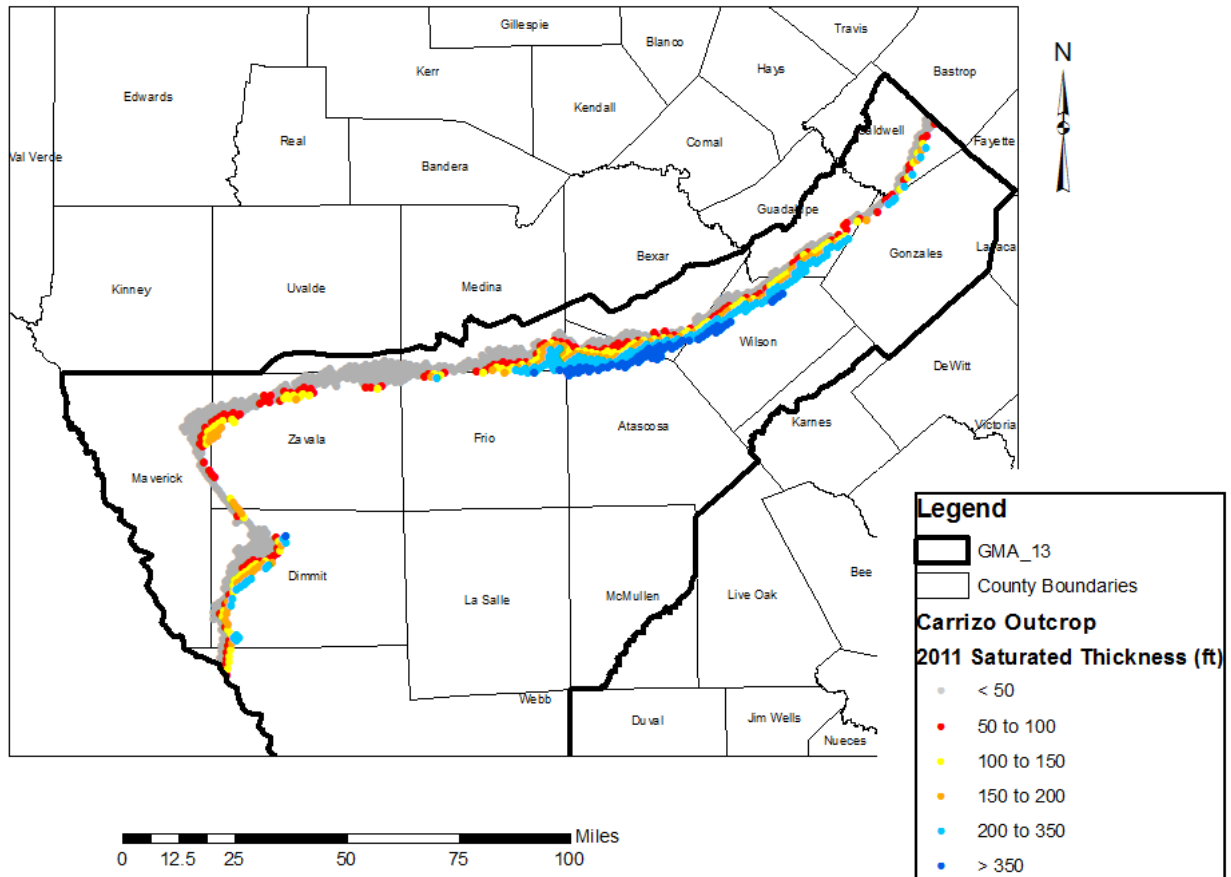 Gillespie
Travis
Blanco
N
Hays
Bastrop
Kerr
Edwards
Kendall
Caldwell
Real
Comal
Fayette
Val Verde
Bandera
Guadalupe
Lavaca
Bexar
Gonzales
Kinney
Uvalde
Medina
Wilson
DeWitt
Zavala
Frio
Atascosa
Karnes
Victoria
Maverick
Legend
GMA_13
County Boundaries
Bee
Dimmit
La Salle
McMullen
Live Oak
Carrizo Outcrop
2011 Saturated Thickness (ft)
< 50
Webb
Duval
Jim Wells
Nueces
50 to 100
100 to 150
150 to 200
200 to 350
> 350
Miles
0 12.5 25 50 75 100